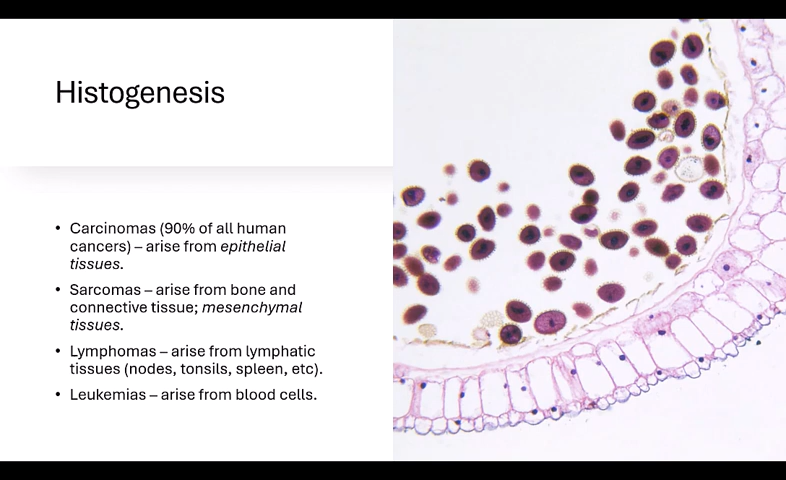 Histogenesis
• Carcinomas (90% of all human
cancers) – arise from epithelial
tissues.
• Sarcomas – arise from bone and
connective tissue; mesenchymal
tissues.
• Lymphomas – arise from lymphatic
tissues (nodes, tonsils, spleen, etc).
• Leukemias – arise from blood cells.